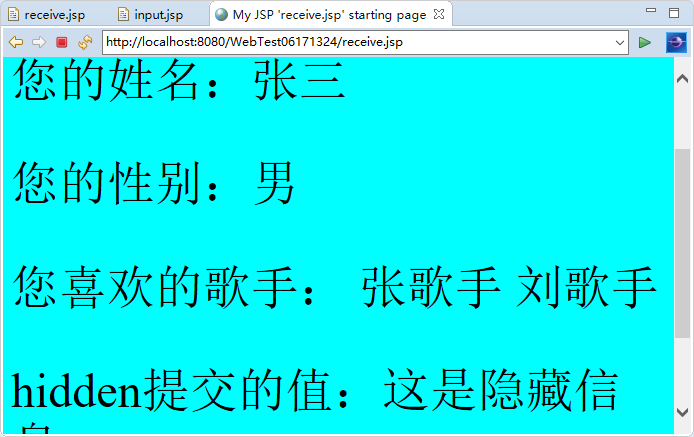 receive.jsp input.jsp My JSP 'receive.jsp' starting page
http://localhost:8080/WebTest06171324/receive.jsp
您的姓名：张三
您的性别：男
您喜欢的歌手： 张歌手 刘歌手
hidden提交的值：这是隐藏信
息